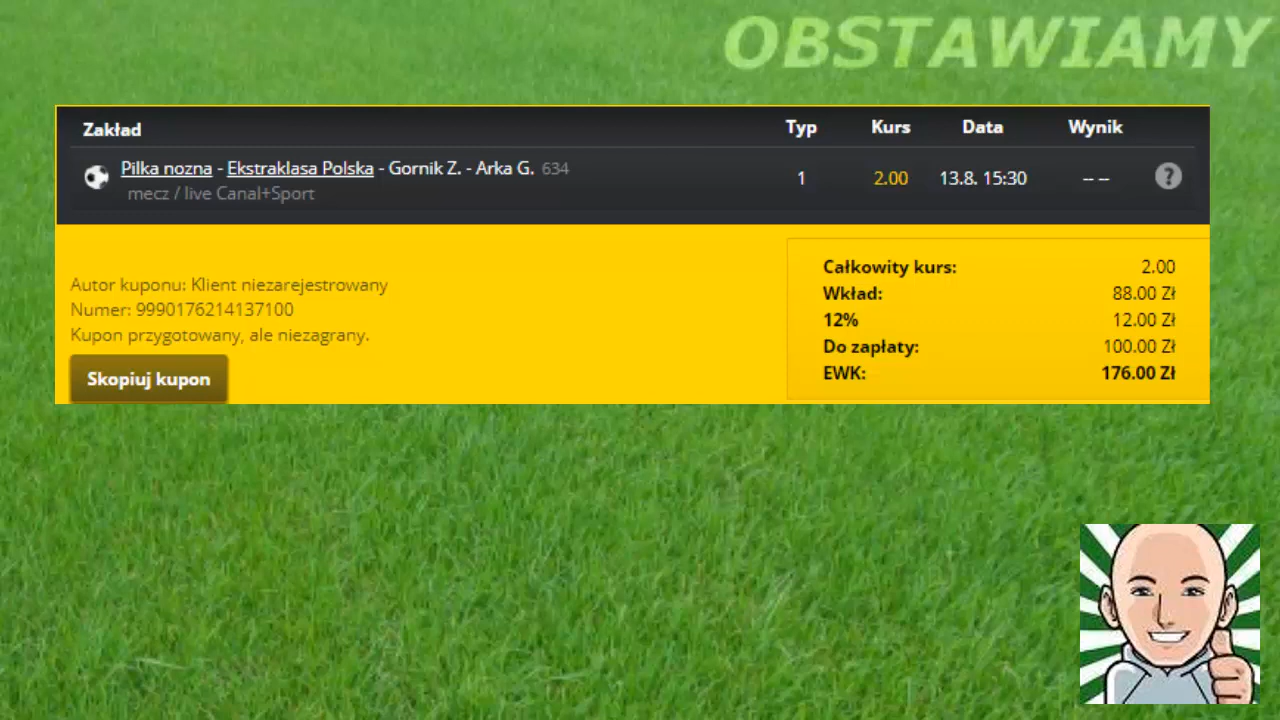 OBSTAWIAMY
Zakład Typ Kurs Data Wynik
Pilka nozna - Ekstraklasa Polska - Gornik Z. - Arka G. 634
mecz / live Canal+Sport
1 2.00 13.8. 15:30 -- -- ?
Całkowity kurs: 2.00
Autor kuponu: Klient niezarejestrowany
Wkład: 88.00 Zł
Numer: 9990176214137100
12% 12.00 Zł
Kupon przygotowany, ale niezagrany.
Do zapłaty: 100.00 Zł
Skopiuj kupon
EWK: 176.00 Zł